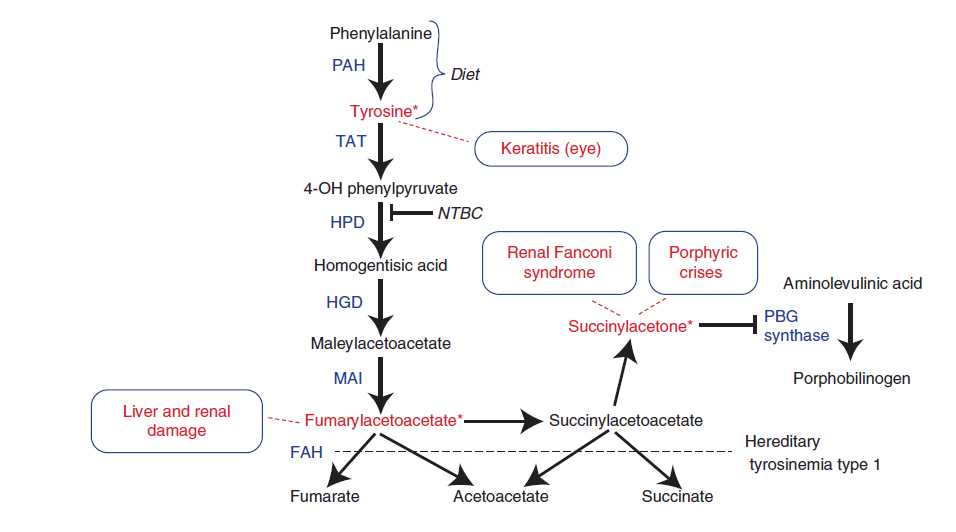 Phenylalanine
PAH
Diet
Tyrosine*
TAT
Keratitis (eye)
4-OH phenylpyruvate
HPD
NTBC
Homogentisic acid
HGD
Maleylacetoacetate
MAI
Renal Fanconi
syndrome
Porphyric
crises
Aminolevulinic acid
Succinylacetone*
PBG
synthase
Porphobilinogen
Liver and renal
damage
Fumarylacetoacetate*
Succinylacetoacetate
FAH
Hereditary
tyrosinemia type 1
Fumarate
Acetoacetate
Succinate